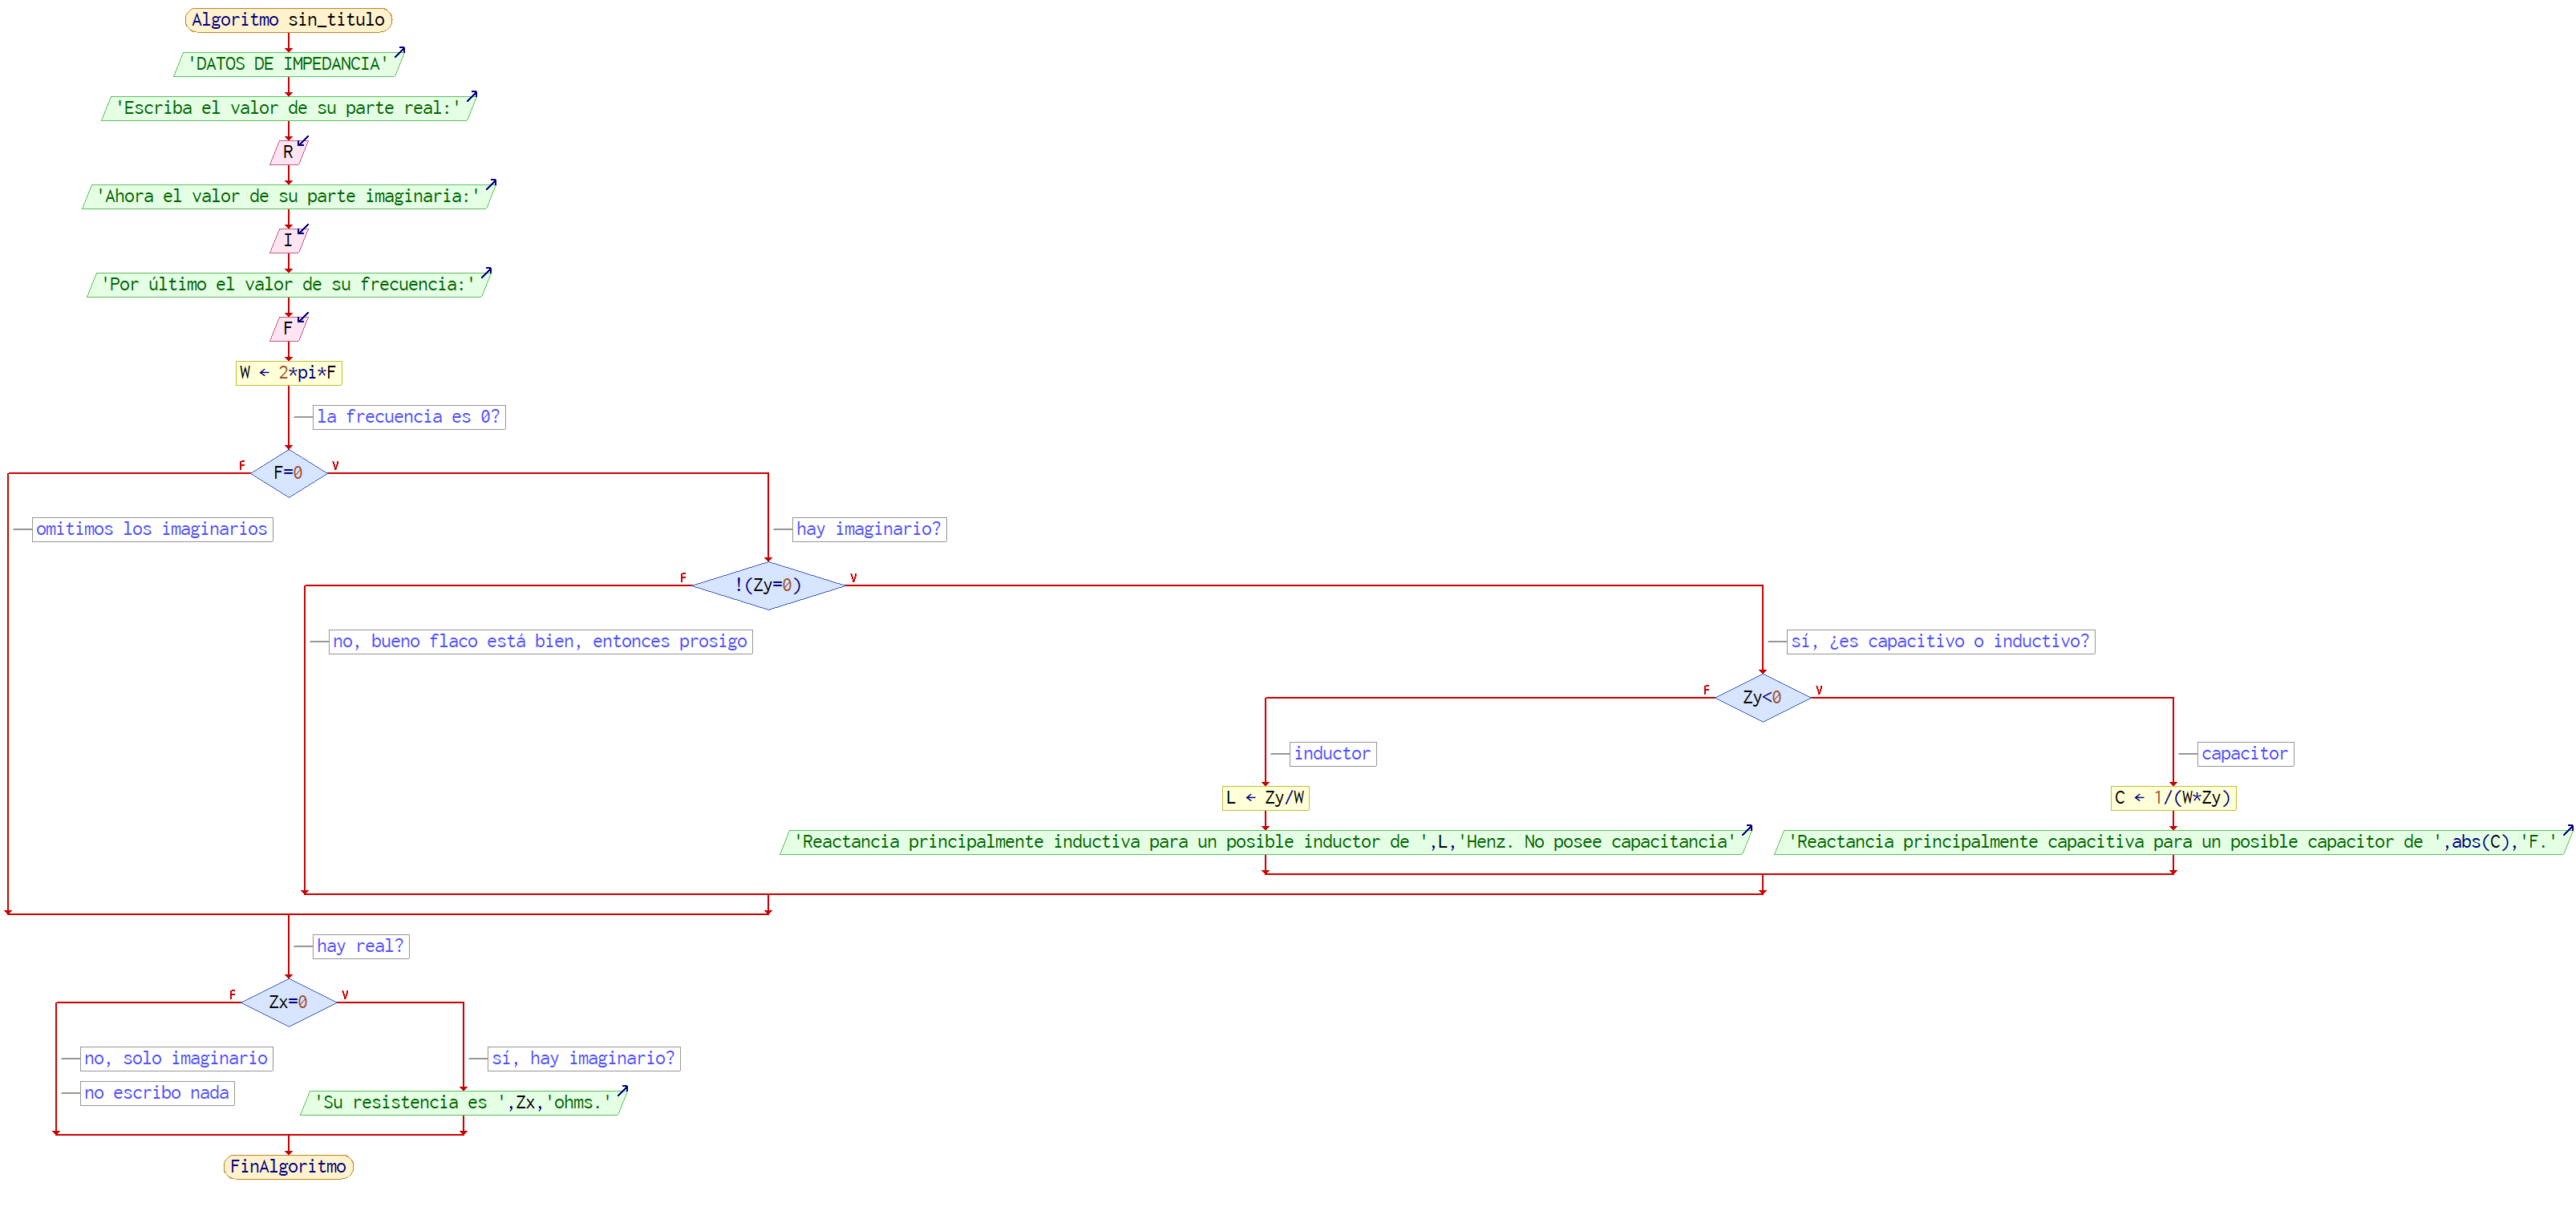 Algoritmo sin_titulo
'DATOS DE IMPEDANCIA'
'Escriba el valor de su parte real:'
R
'Ahora el valor de su parte imaginaria:'
I
'Por último el valor de su frecuencia:'
F
W ← 2*pi*F
la frecuencia es 0?
F
F=0
V
omitimos los imaginarios
hay imaginario?
F
!(Zy=0)
V
no, bueno flaco está bien, entonces prosigo
sí, ¿es capacitivo o inductivo?
F
Zy<0
V
inductor
capacitor
L ← Zy/W
C ← 1/(W*Zy)
'Reactancia principalmente inductiva para un posible inductor de ',L,'Henz. No posee capacitancia'
'Reactancia principalmente capacitiva para un posible capacitor de ',abs(C),'F.'
hay real?
F
Zx=0
V
no, solo imaginario
sí, hay imaginario?
no escribo nada
'Su resistencia es ',Zx,'ohms.'
FinAlgoritmo